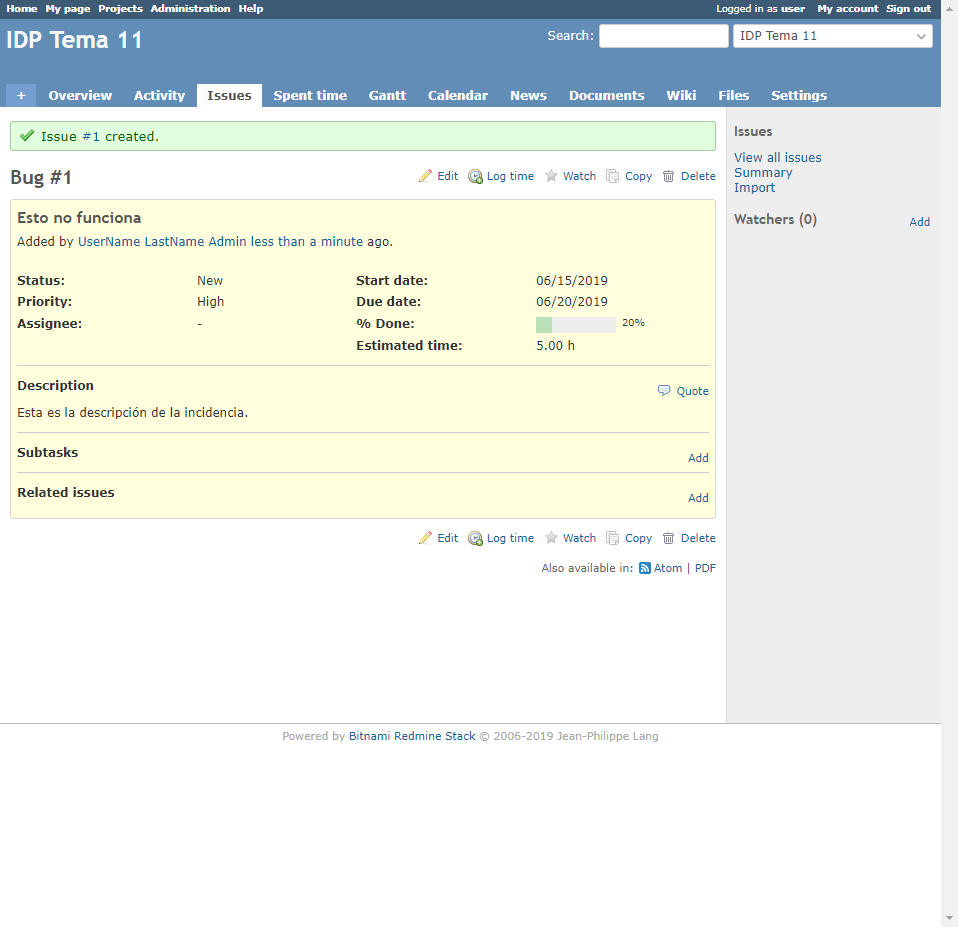 Home My page Projects Administration Help Logged in as user My account Sign out
IDP Tema 11 Search: IDP Tema 11
+ Overview Activity Issues Spent time Gantt Calendar News Documents Wiki Files Settings
Issue #1 created.
Bug #1 Edit Log time Watch Copy Delete
Esto no funciona
Added by UserName LastName Admin less than a minute ago.
Status: New Start date: 06/15/2019
Priority: High Due date: 06/20/2019
Assignee: - % Done: 20%
Estimated time: 5.00 h
Description Quote
Esta es la descripción de la incidencia.
Subtasks Add
Related issues Add
Edit Log time Watch Copy Delete
Also available in: Atom | PDF
Issues
View all issues
Summary
Import
Watchers (0) Add
Powered by Bitnami Redmine Stack © 2006-2019 Jean-Philippe Lang